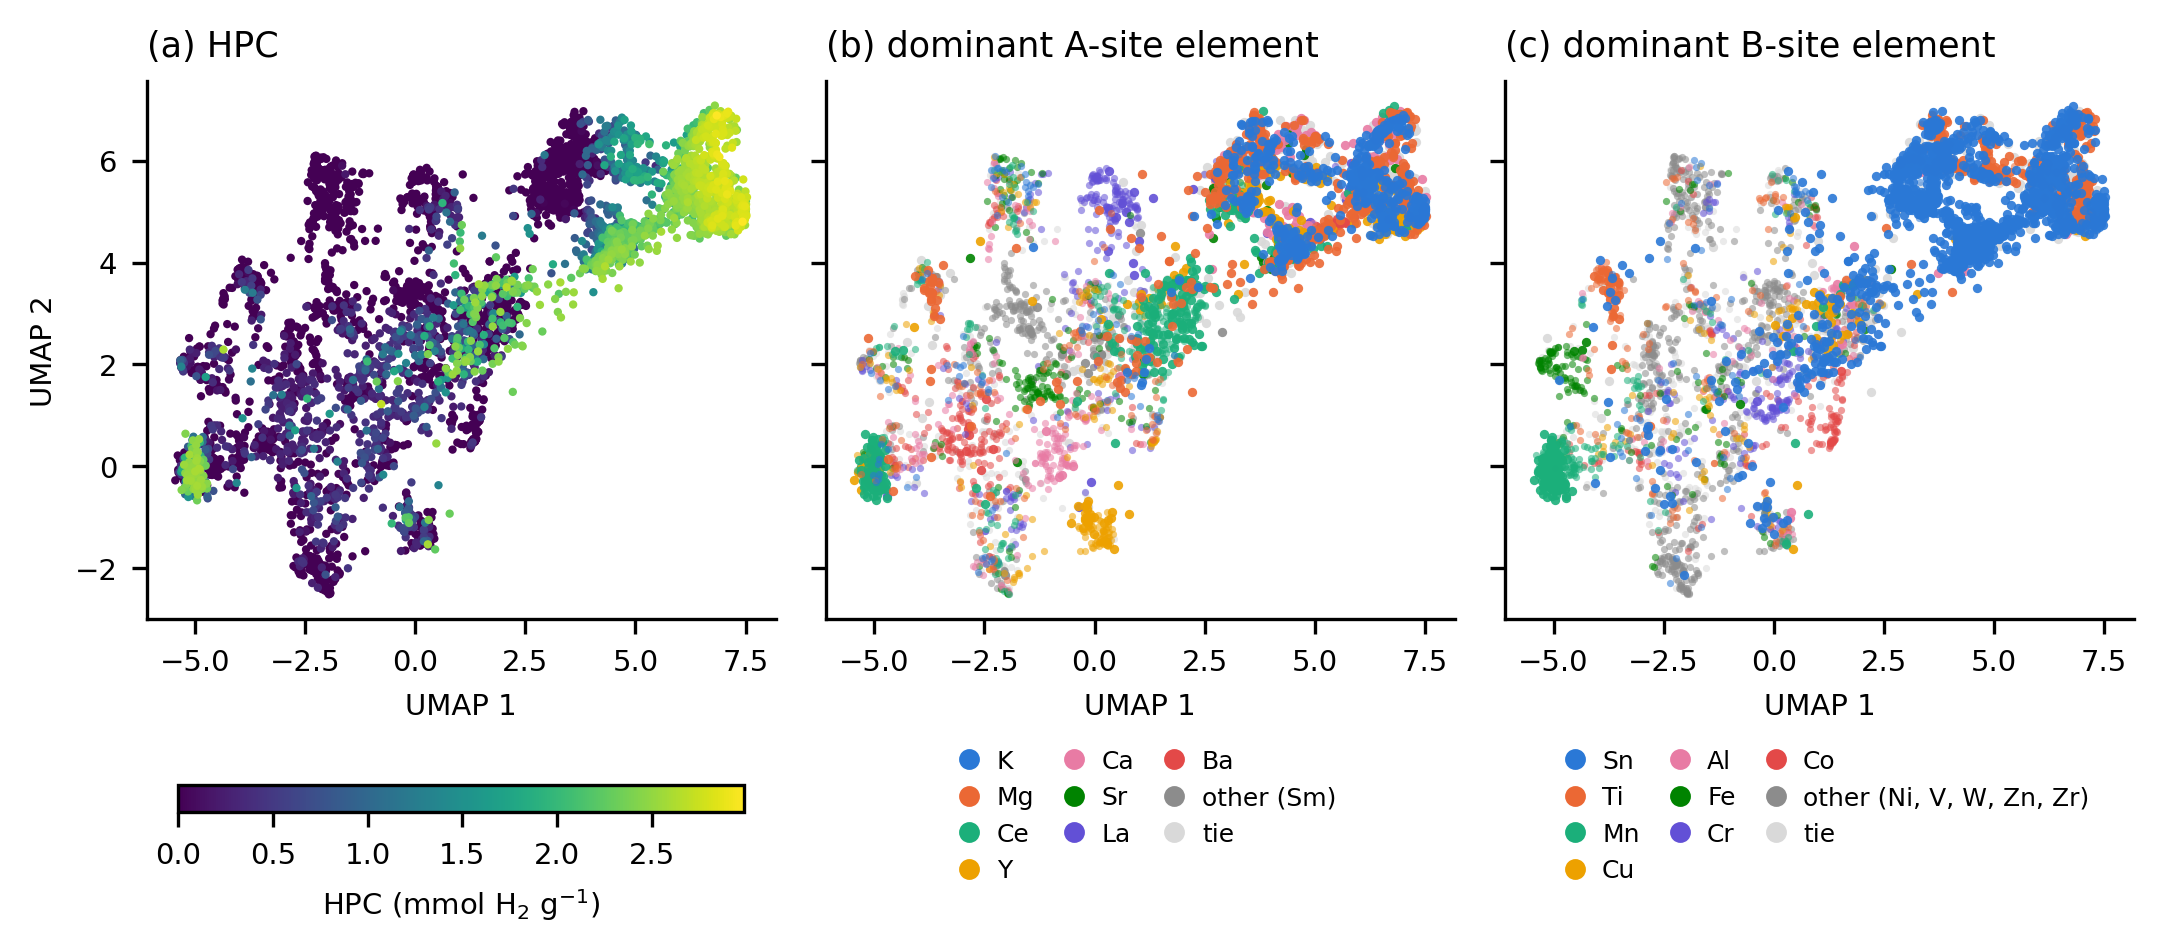 (a) HPC
(b) dominant A-site element
(c) dominant B-site element
UMAP 2
6
4
2
0
−2
−5.0 −2.5 0.0 2.5 5.0 7.5
−5.0 −2.5 0.0 2.5 5.0 7.5
−5.0 −2.5 0.0 2.5 5.0 7.5
UMAP 1
UMAP 1
UMAP 1
0.0 0.5 1.0 1.5 2.0 2.5
HPC (mmol H₂ g⁻¹)
K Ca Ba
Mg Sr other (Sm)
Ce La tie
Y
Sn Al Co
Ti Fe other (Ni, V, W, Zn, Zr)
Mn Cr tie
Cu